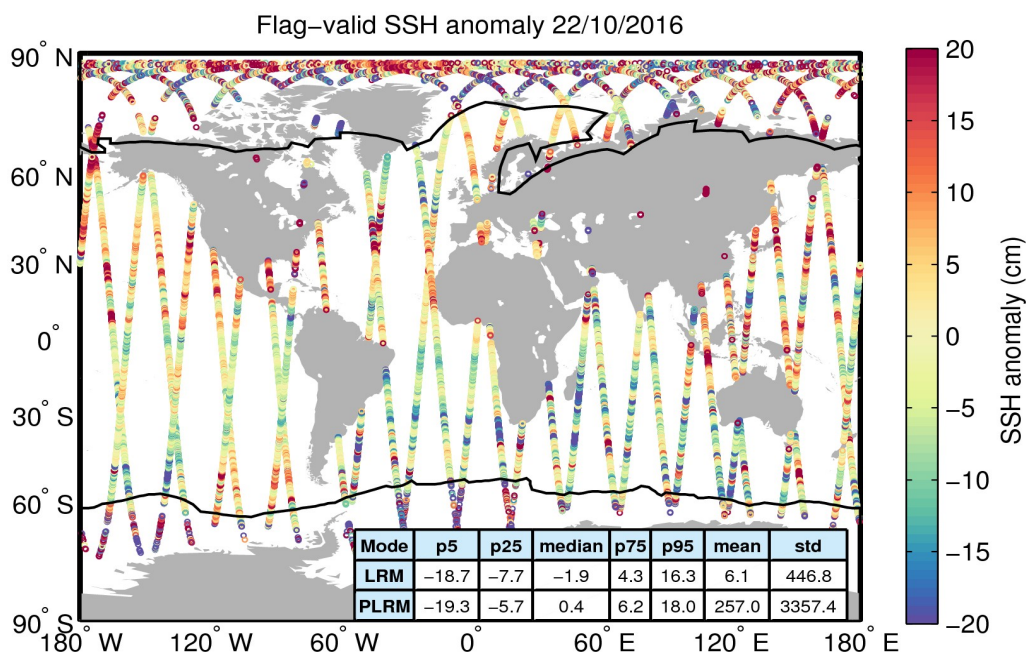 Flag−valid SSH anomaly 22/10/2016
90° N
60° N
30° N
0°
30° S
60° S
90° S
180° W
120° W
60° W
0°
60° E
120° E
180° E
Mode p5 p25 median p75 p95 mean std
LRM −18.7 −7.7 −1.9 4.3 16.3 6.1 446.8
PLRM −19.3 −5.7 0.4 6.2 18.0 257.0 3357.4
20
15
10
5
0
−5
−10
−15
−20
SSH anomaly (cm)